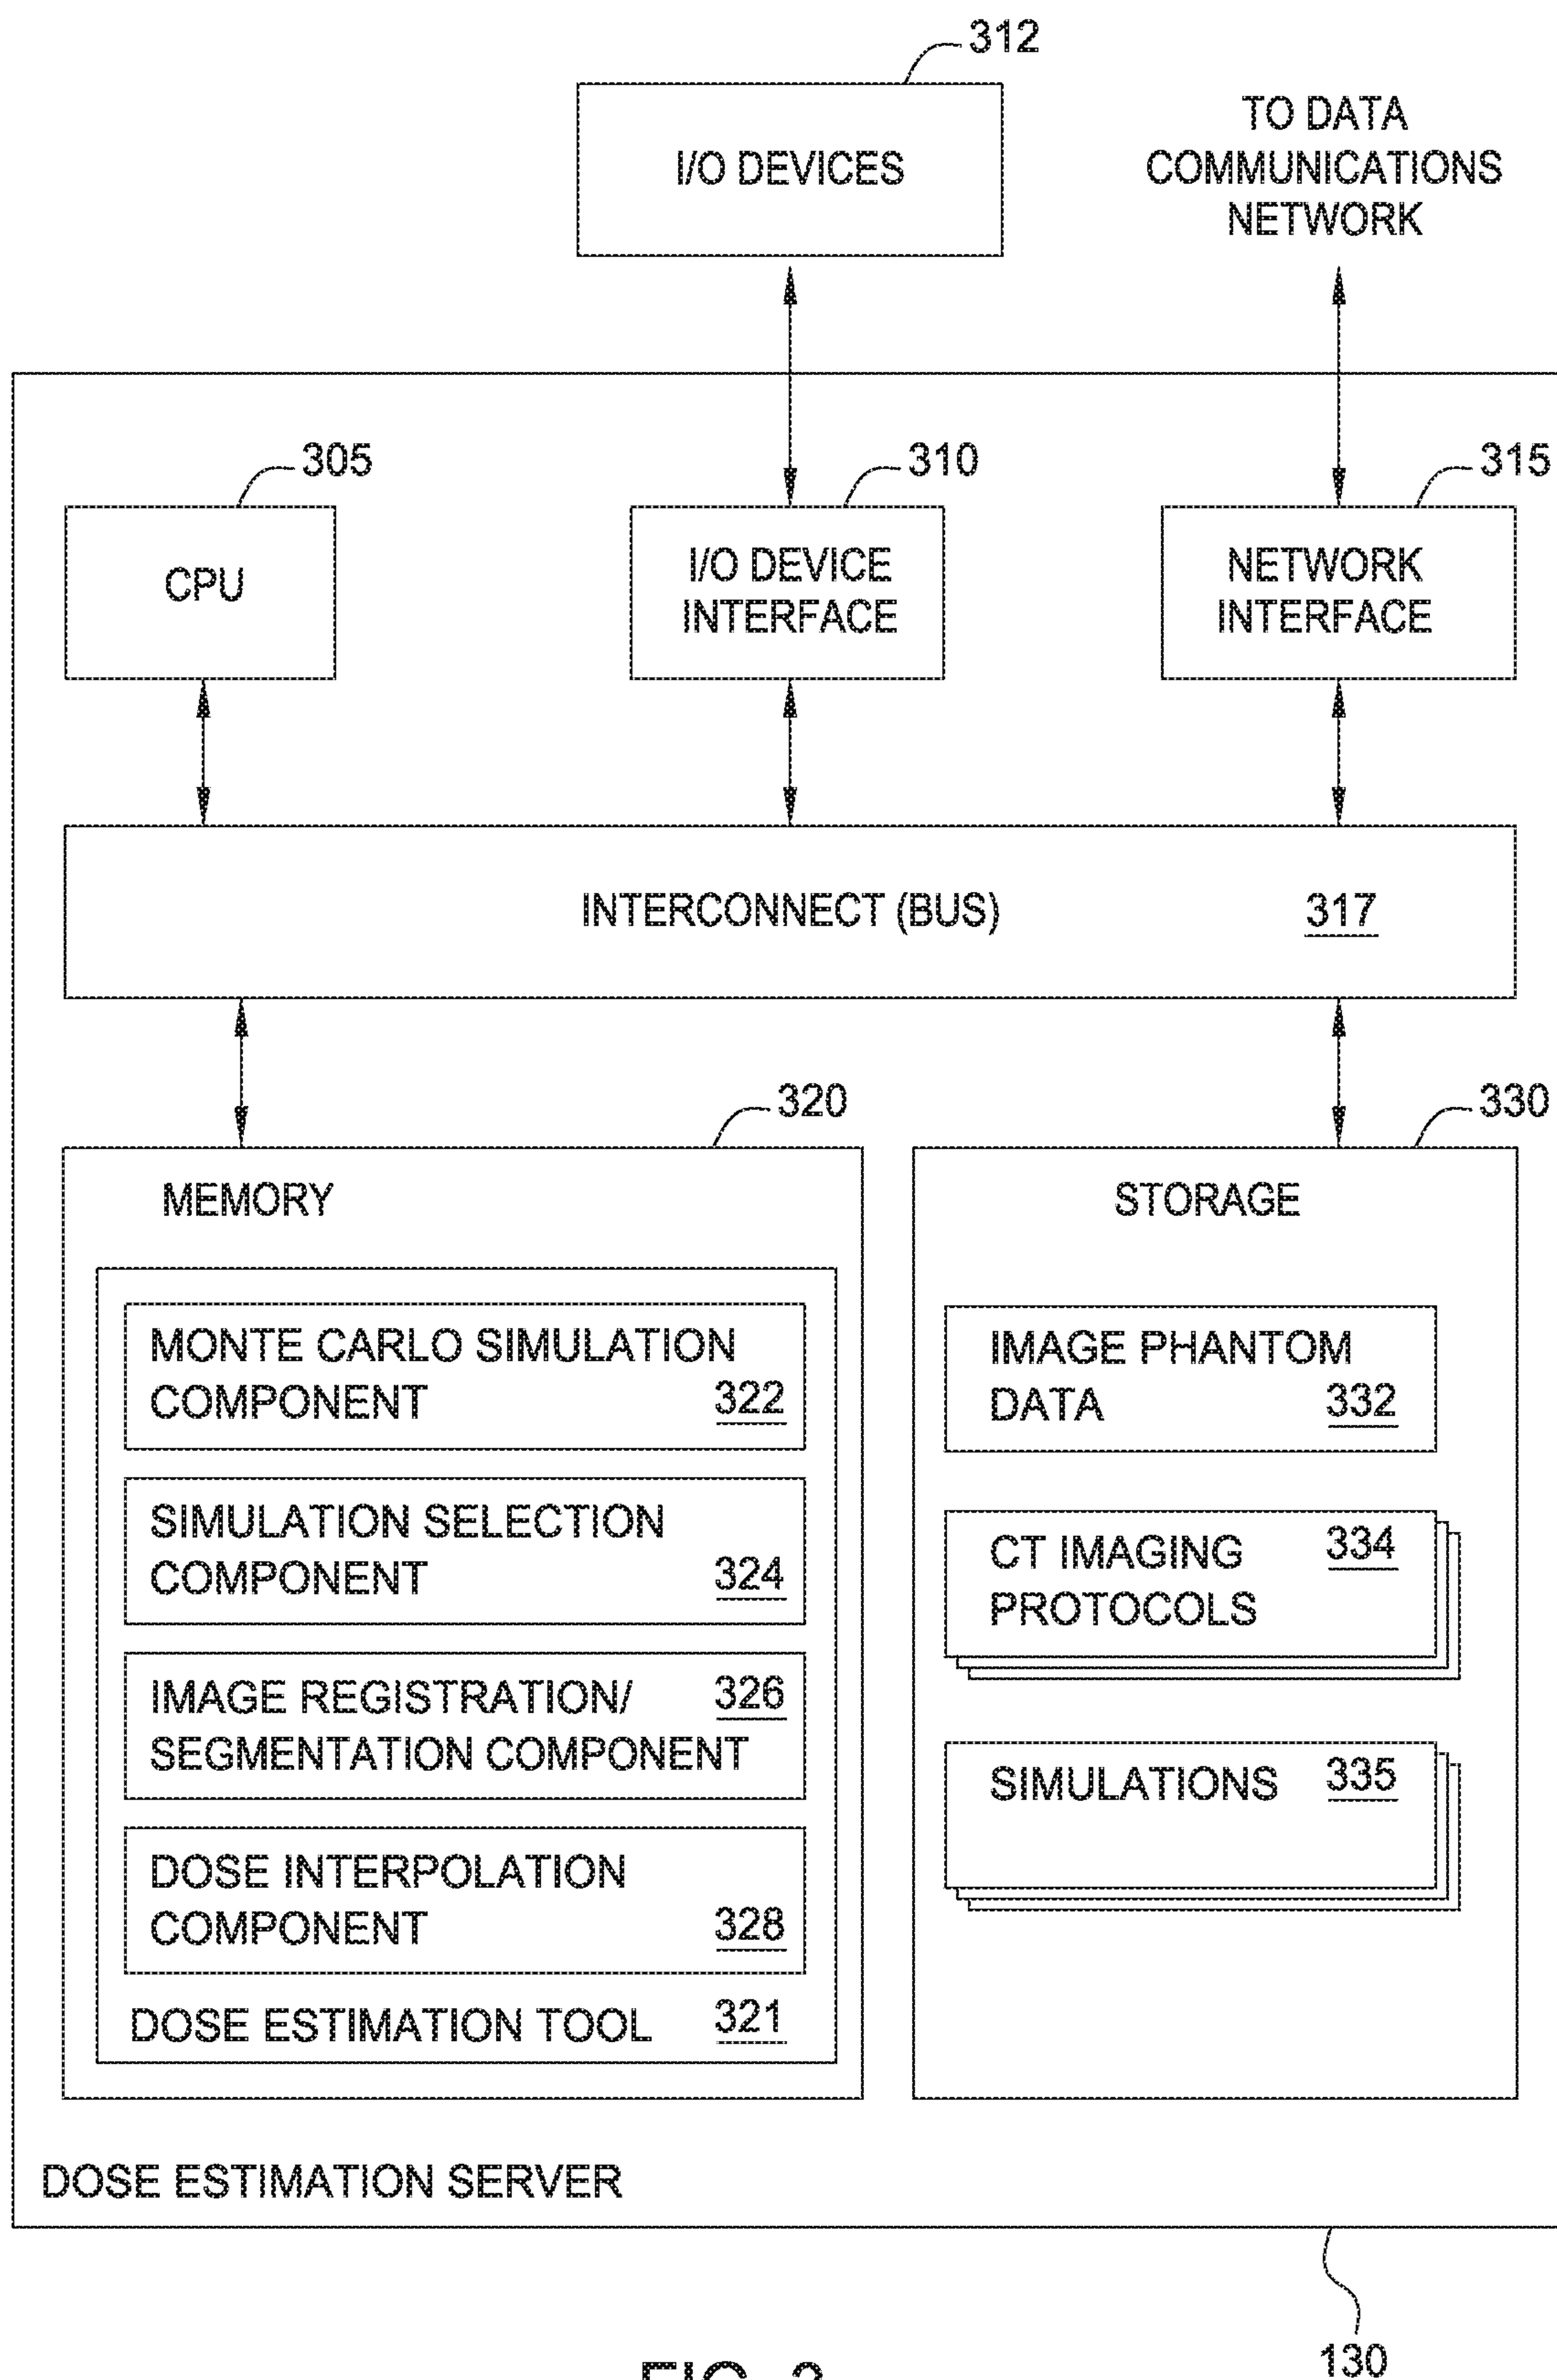 312
I/O DEVICES
TO DATA
COMMUNICATIONS
NETWORK
305
310
315
CPU
I/O DEVICE
INTERFACE
NETWORK
INTERFACE
INTERCONNECT (BUS) 317
320
330
MEMORY
MONTE CARLO SIMULATION
COMPONENT 322
SIMULATION SELECTION
COMPONENT 324
IMAGE REGISTRATION/ 326
SEGMENTATION COMPONENT
DOSE INTERPOLATION
COMPONENT 328
DOSE ESTIMATION TOOL 321
STORAGE
IMAGE PHANTOM
DATA 332
CT IMAGING 334
PROTOCOLS
SIMULATIONS 335
DOSE ESTIMATION SERVER
130
FIG. 3